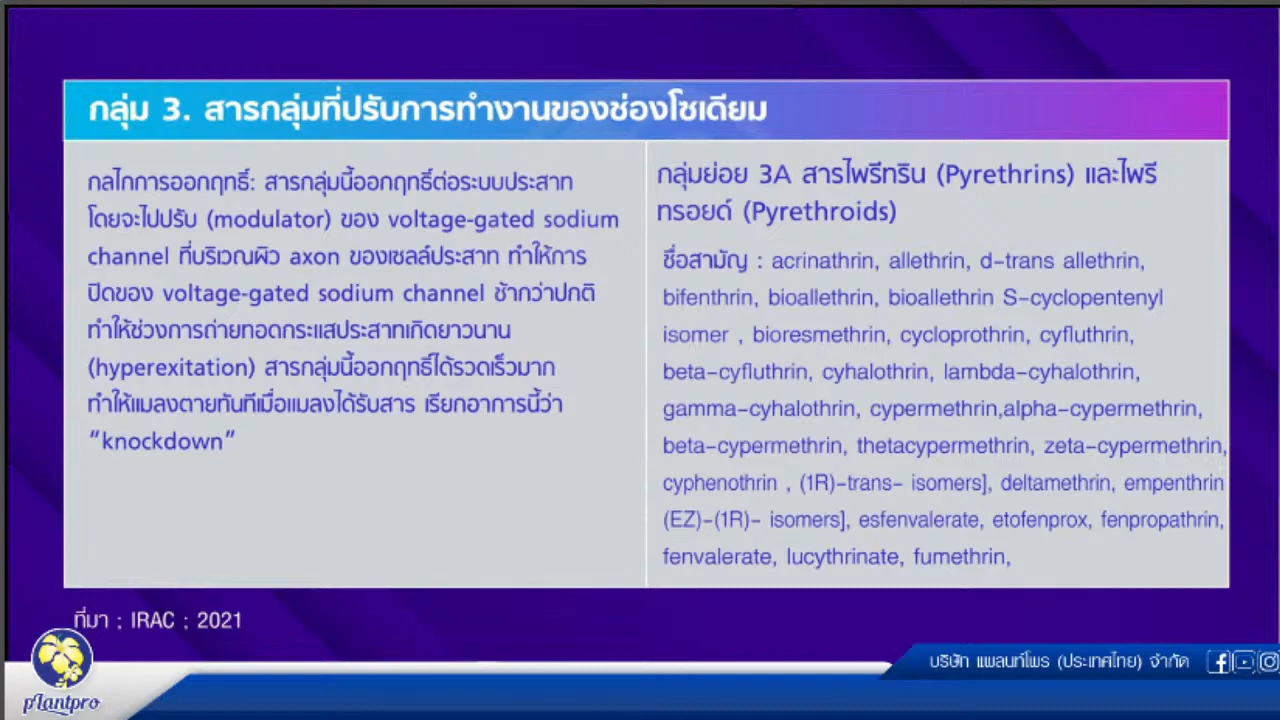 กลุ่ม 3. สารกลุ่มที่ปรับการทำงานของช่องโซเดียม
กลไกการออกฤทธิ์: สารกลุ่มนี้ออกฤทธิ์ต่อระบบประสาท
โดยจะไปปรับ (modulator) ของ voltage-gated sodium
channel ที่บริเวณผิว axon ของเซลล์ประสาท ทำให้การ
ปิดของ voltage-gated sodium channel ช้ากว่าปกติ
ทำให้ช่วงการถ่ายทอดกระแสประสาทเกิดยาวนาน
(hyperexitation) สารกลุ่มนี้ออกฤทธิ์ได้รวดเร็วมาก
ทำให้แมลงตายทันทีเมื่อแมลงได้รับสาร เรียกอาการนี้ว่า
“knockdown”
กลุ่มย่อย 3A สารไพรีทริน (Pyrethrins) และไพรี
ทรอยด์ (Pyrethroids)
ชื่อสามัญ : acrinathrin, allethrin, d-trans allethrin,
bifenthrin, bioallethrin, bioallethrin S-cyclopentenyl
isomer , bioresmethrin, cycloprothrin, cyfluthrin,
beta-cyfluthrin, cyhalothrin, lambda-cyhalothrin,
gamma-cyhalothrin, cypermethrin,alpha-cypermethrin,
beta-cypermethrin, thetacypermethrin, zeta-cypermethrin,
cyphenothrin , (1R)-trans- isomers], deltamethrin, empenthrin
(EZ)-(1R)- isomers], esfenvalerate, etofenprox, fenpropathrin,
fenvalerate, lucythrinate, fumethrin,
ที่มา ; IRAC ; 2021
plantpro
บริษัท แพลนท์โพร (ประเทศไทย) จำกัด